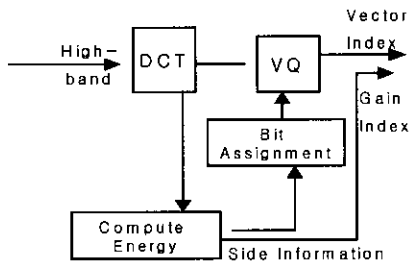 Vector
Index
High-
band
DCT
VQ
Gain
Index
Bit
Assignment
Compute
Energy
Side Information